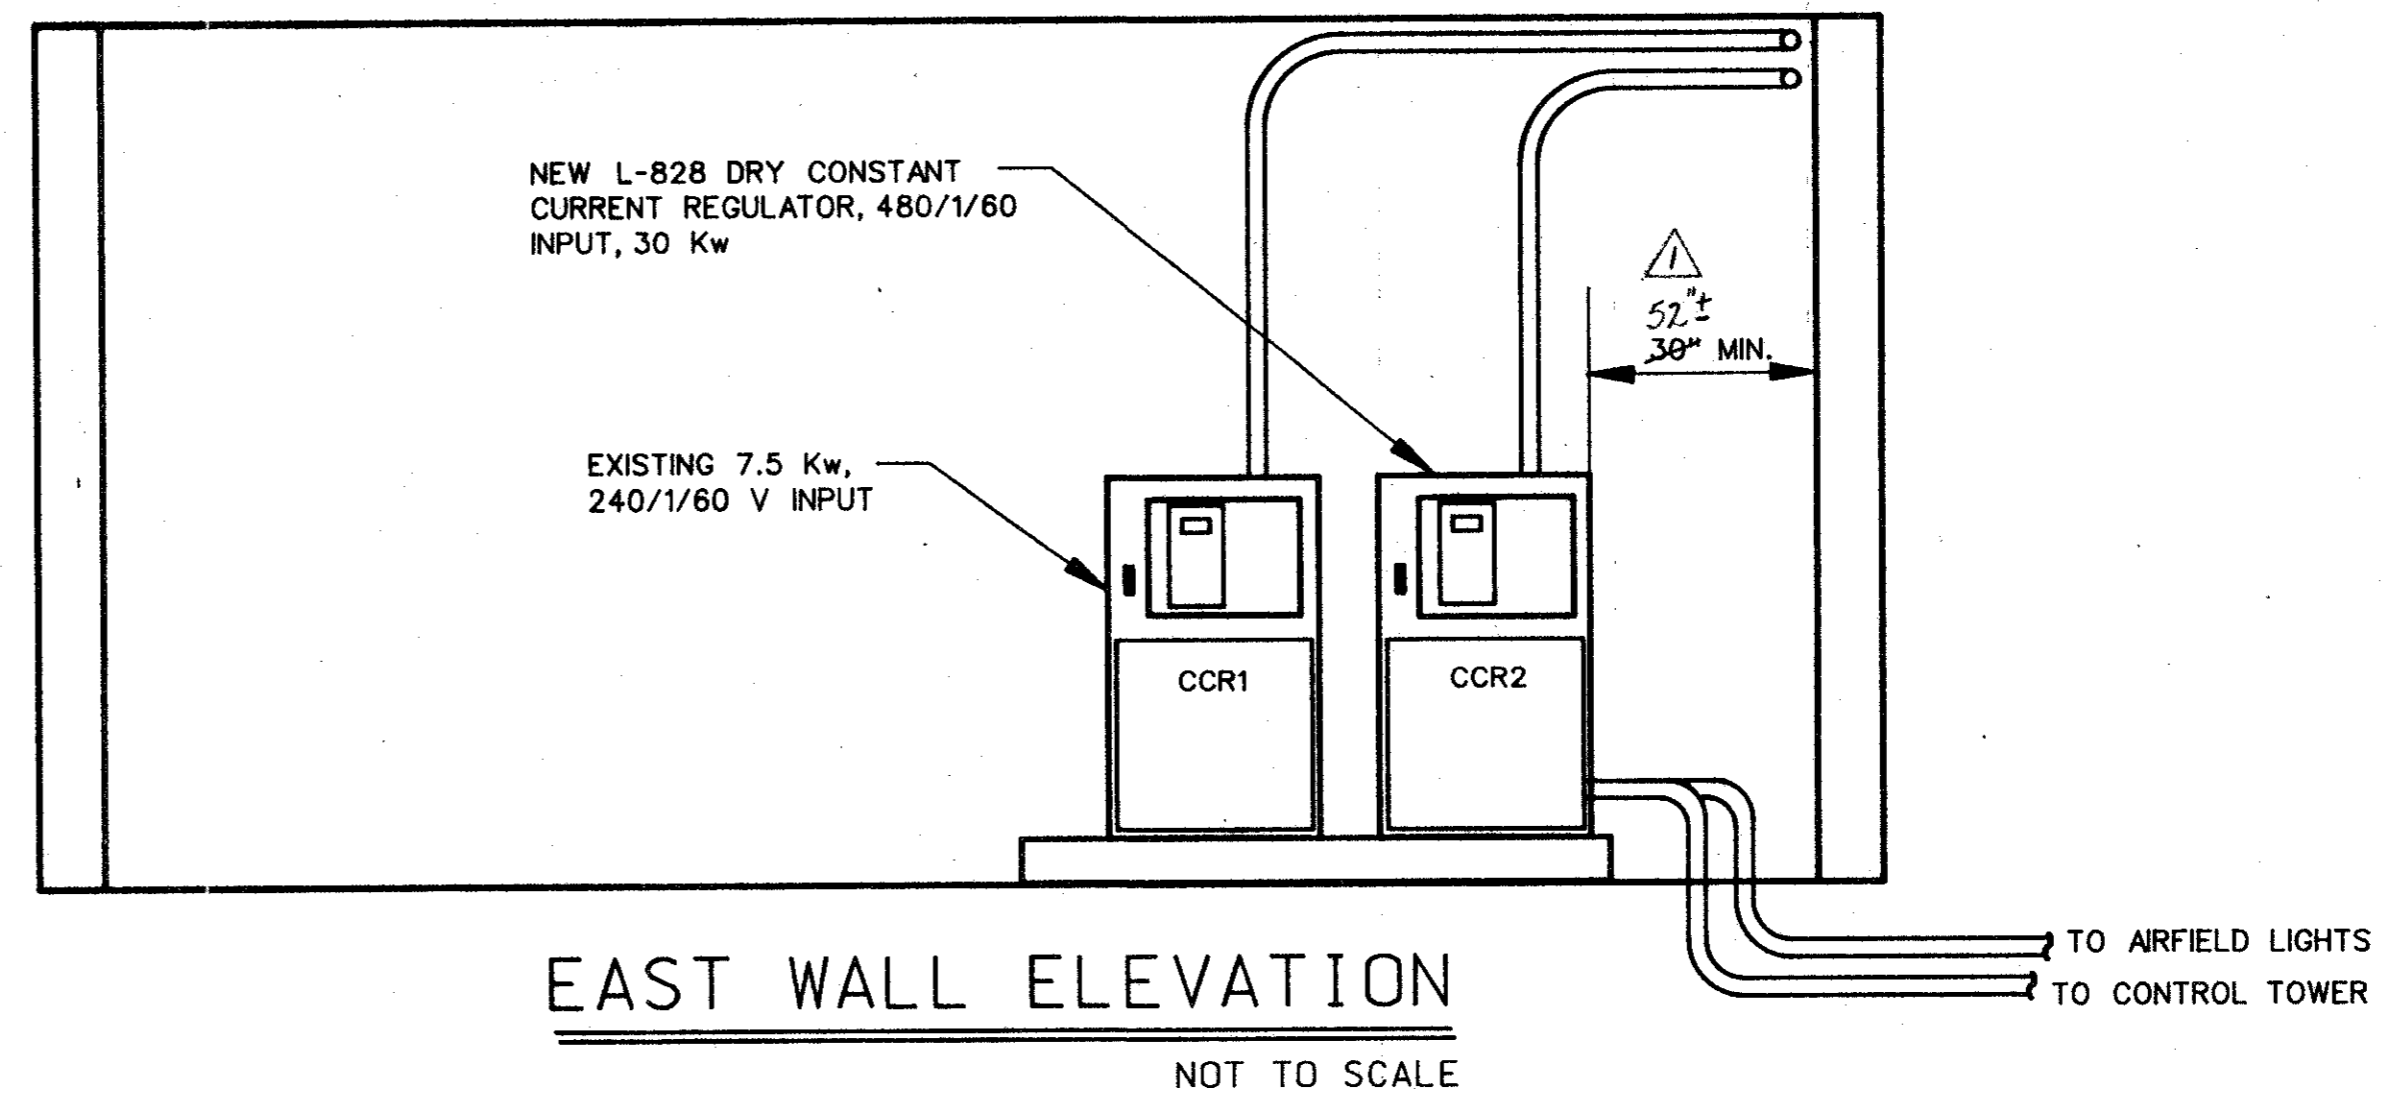 NEW L-828 DRY CONSTANT
CURRENT REGULATOR, 480/1/60
INPUT, 30 Kw
1
52"±
30" MIN.
EXISTING 7.5 Kw,
240/1/60 V INPUT
CCR1
CCR2
TO AIRFIELD LIGHTS
TO CONTROL TOWER
EAST WALL ELEVATION
NOT TO SCALE